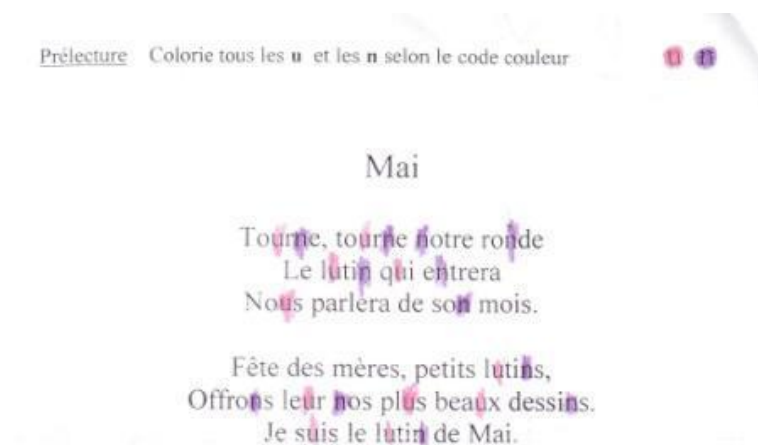 Prélecture Colorie tous les u et les n selon le code couleur u n
Mai
Tourne, tourne notre ronde
Le lutin qui entrera
Nous parlera de son mois.
Fête des mères, petits lutins,
Offrons leur nos plus beaux dessins.
Je suis le lutin de Mai.